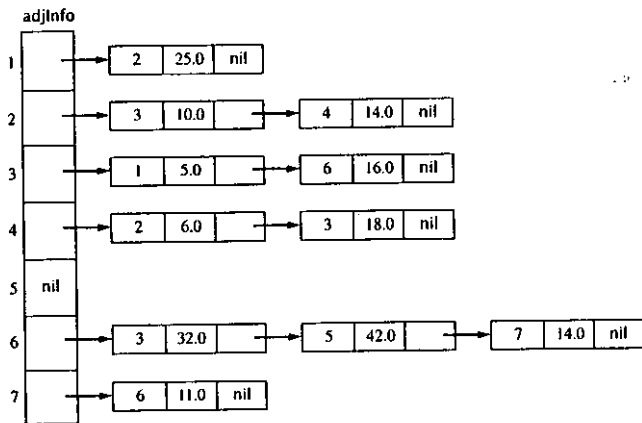 adjInfo
1 2 25.0 nil
2 3 10.0 4 14.0 nil
3 1 5.0 6 16.0 nil
4 2 6.0 3 18.0 nil
5 nil
6 3 32.0 5 42.0 7 14.0 nil
7 6 11.0 nil